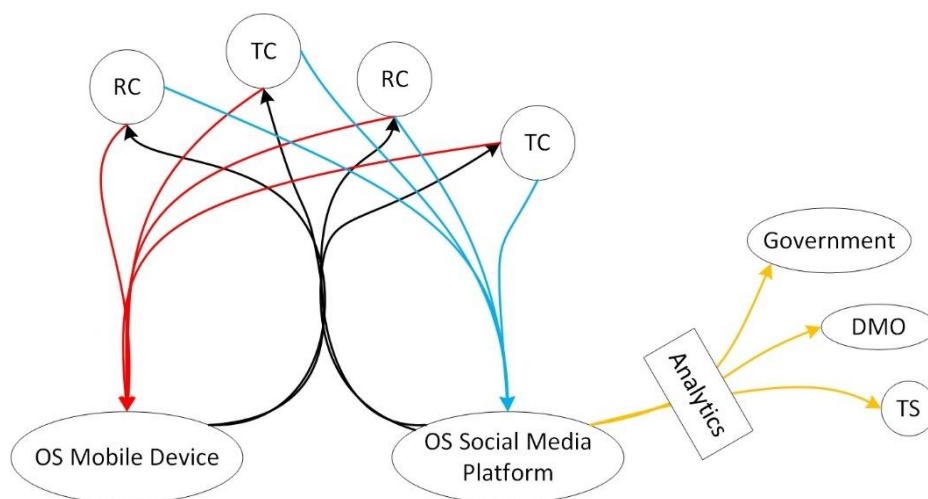 RC
TC
RC
TC
Government
DMO
Analytics
TS
OS Mobile Device
OS Social Media
Platform